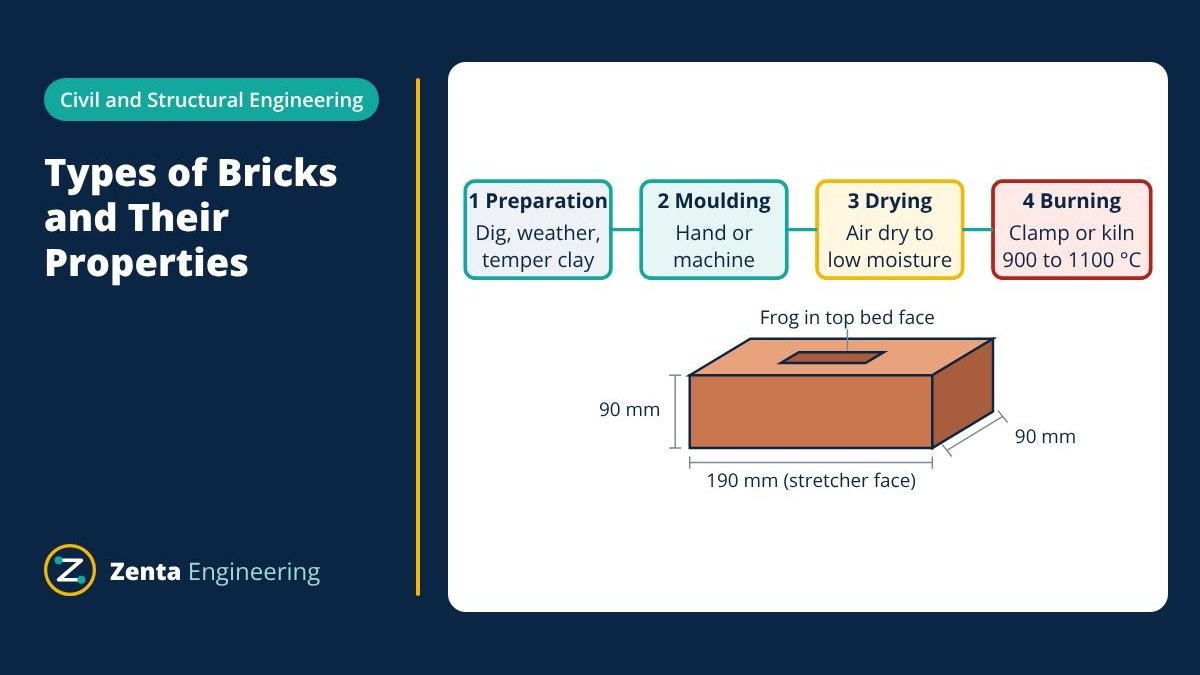 Civil and Structural Engineering
Types of Bricks
and Their
Properties
Zenta Engineering
1 Preparation
Dig, weather,
temper clay
2 Moulding
Hand or
machine
3 Drying
Air dry to
low moisture
4 Burning
Clamp or kiln
900 to 1100 °C
Frog in top bed face
90 mm
90 mm
190 mm (stretcher face)